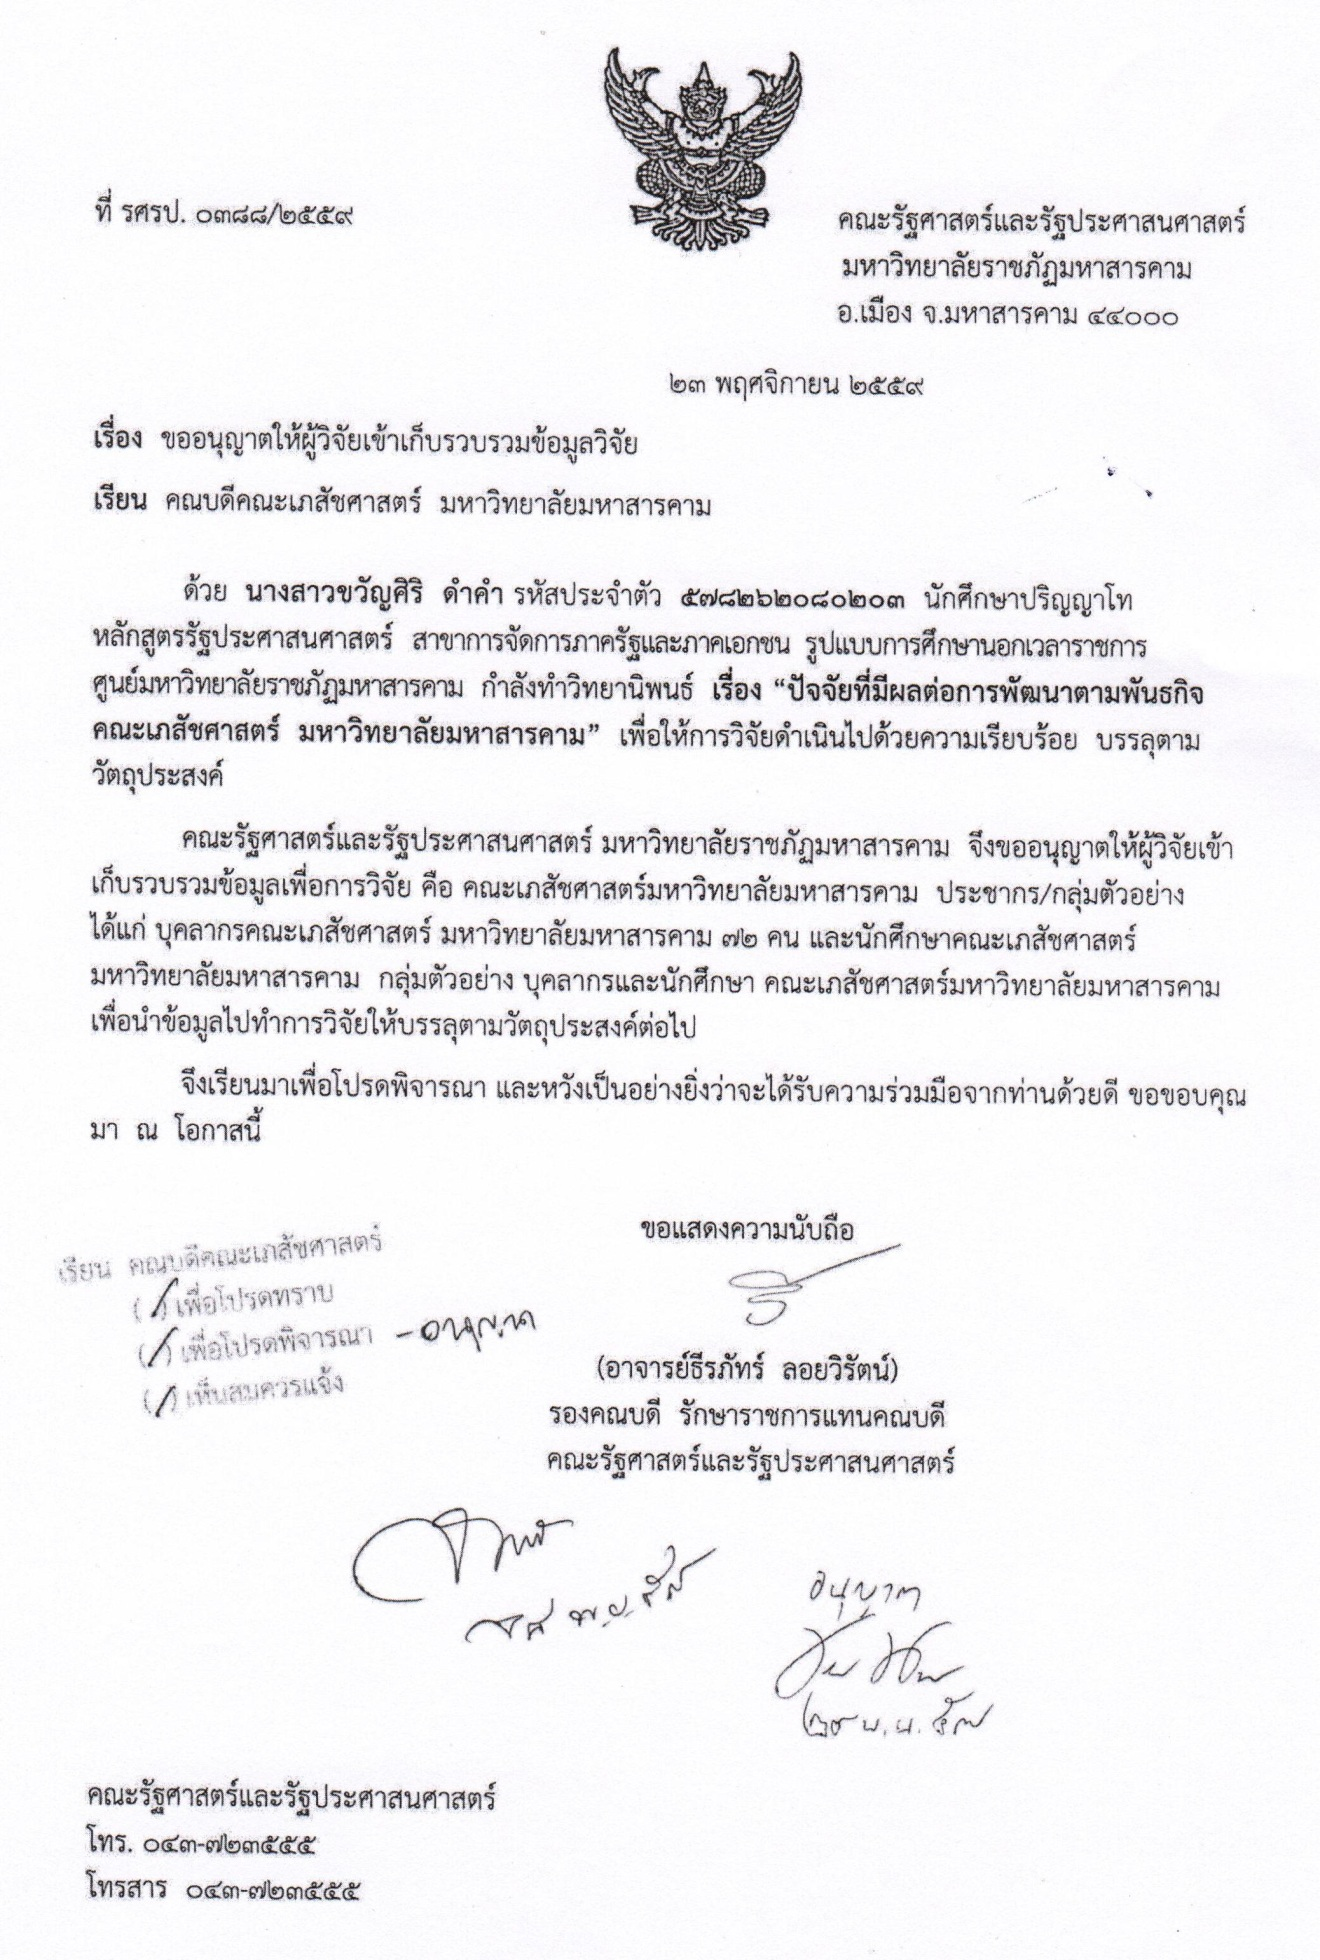 ที่ รศรป. ๐๓๘๘/๒๕๕๙
คณะรัฐศาสตร์และรัฐประศาสนศาสตร์
มหาวิทยาลัยราชภัฏมหาสารคาม
อ.เมือง จ.มหาสารคาม ๔๔๐๐๐
๒๓ พฤศจิกายน ๒๕๕๙
เรื่อง ขออนุญาตให้ผู้วิจัยเข้าเก็บรวบรวมข้อมูลวิจัย
เรียน คณบดีคณะเภสัชศาสตร์ มหาวิทยาลัยมหาสารคาม
ด้วย นางสาวขวัญศิริ ดำคำ รหัสประจำตัว ๕๗๘๒๖๒๐๘๐๒๐๓ นักศึกษาปริญญาโท
หลักสูตรรัฐประศาสนศาสตร์ สาขาการจัดการภาครัฐและภาคเอกชน รูปแบบการศึกษานอกเวลาราชการ
ศูนย์มหาวิทยาลัยราชภัฏมหาสารคาม กำลังทำวิทยานิพนธ์ เรื่อง “ปัจจัยที่มีผลต่อการพัฒนาตามพันธกิจ
คณะเภสัชศาสตร์ มหาวิทยาลัยมหาสารคาม” เพื่อให้การวิจัยดำเนินไปด้วยความเรียบร้อย บรรลุตาม
วัตถุประสงค์
คณะรัฐศาสตร์และรัฐประศาสนศาสตร์ มหาวิทยาลัยราชภัฏมหาสารคาม จึงขออนุญาตให้ผู้วิจัยเข้า
เก็บรวบรวมข้อมูลเพื่อการวิจัย คือ คณะเภสัชศาสตร์มหาวิทยาลัยมหาสารคาม ประชากร/กลุ่มตัวอย่าง
ได้แก่ บุคลากรคณะเภสัชศาสตร์ มหาวิทยาลัยมหาสารคาม ๗๒ คน และนักศึกษาคณะเภสัชศาสตร์
มหาวิทยาลัยมหาสารคาม กลุ่มตัวอย่าง บุคลากรและนักศึกษา คณะเภสัชศาสตร์มหาวิทยาลัยมหาสารคาม
เพื่อนำข้อมูลไปทำการวิจัยให้บรรลุตามวัตถุประสงค์ต่อไป
จึงเรียนมาเพื่อโปรดพิจารณา และหวังเป็นอย่างยิ่งว่าจะได้รับความร่วมมือจากท่านด้วยดี ขอขอบคุณ
มา ณ โอกาสนี้
ขอแสดงความนับถือ
เรียน คณบดีคณะเภสัชศาสตร์
(/) เพื่อโปรดทราบ
(/) เพื่อโปรดพิจารณา - อนุญาต
(/) เห็นสมควรแจ้ง
(อาจารย์ธีรภัทร์ ลอยวิรัตน์)
รองคณบดี รักษาราชการแทนคณบดี
คณะรัฐศาสตร์และรัฐประศาสนศาสตร์
อนุญาต
คณะรัฐศาสตร์และรัฐประศาสนศาสตร์
โทร. ๐๔๓-๗๒๓๕๕๕
โทรสาร ๐๔๓-๗๒๓๕๕๕